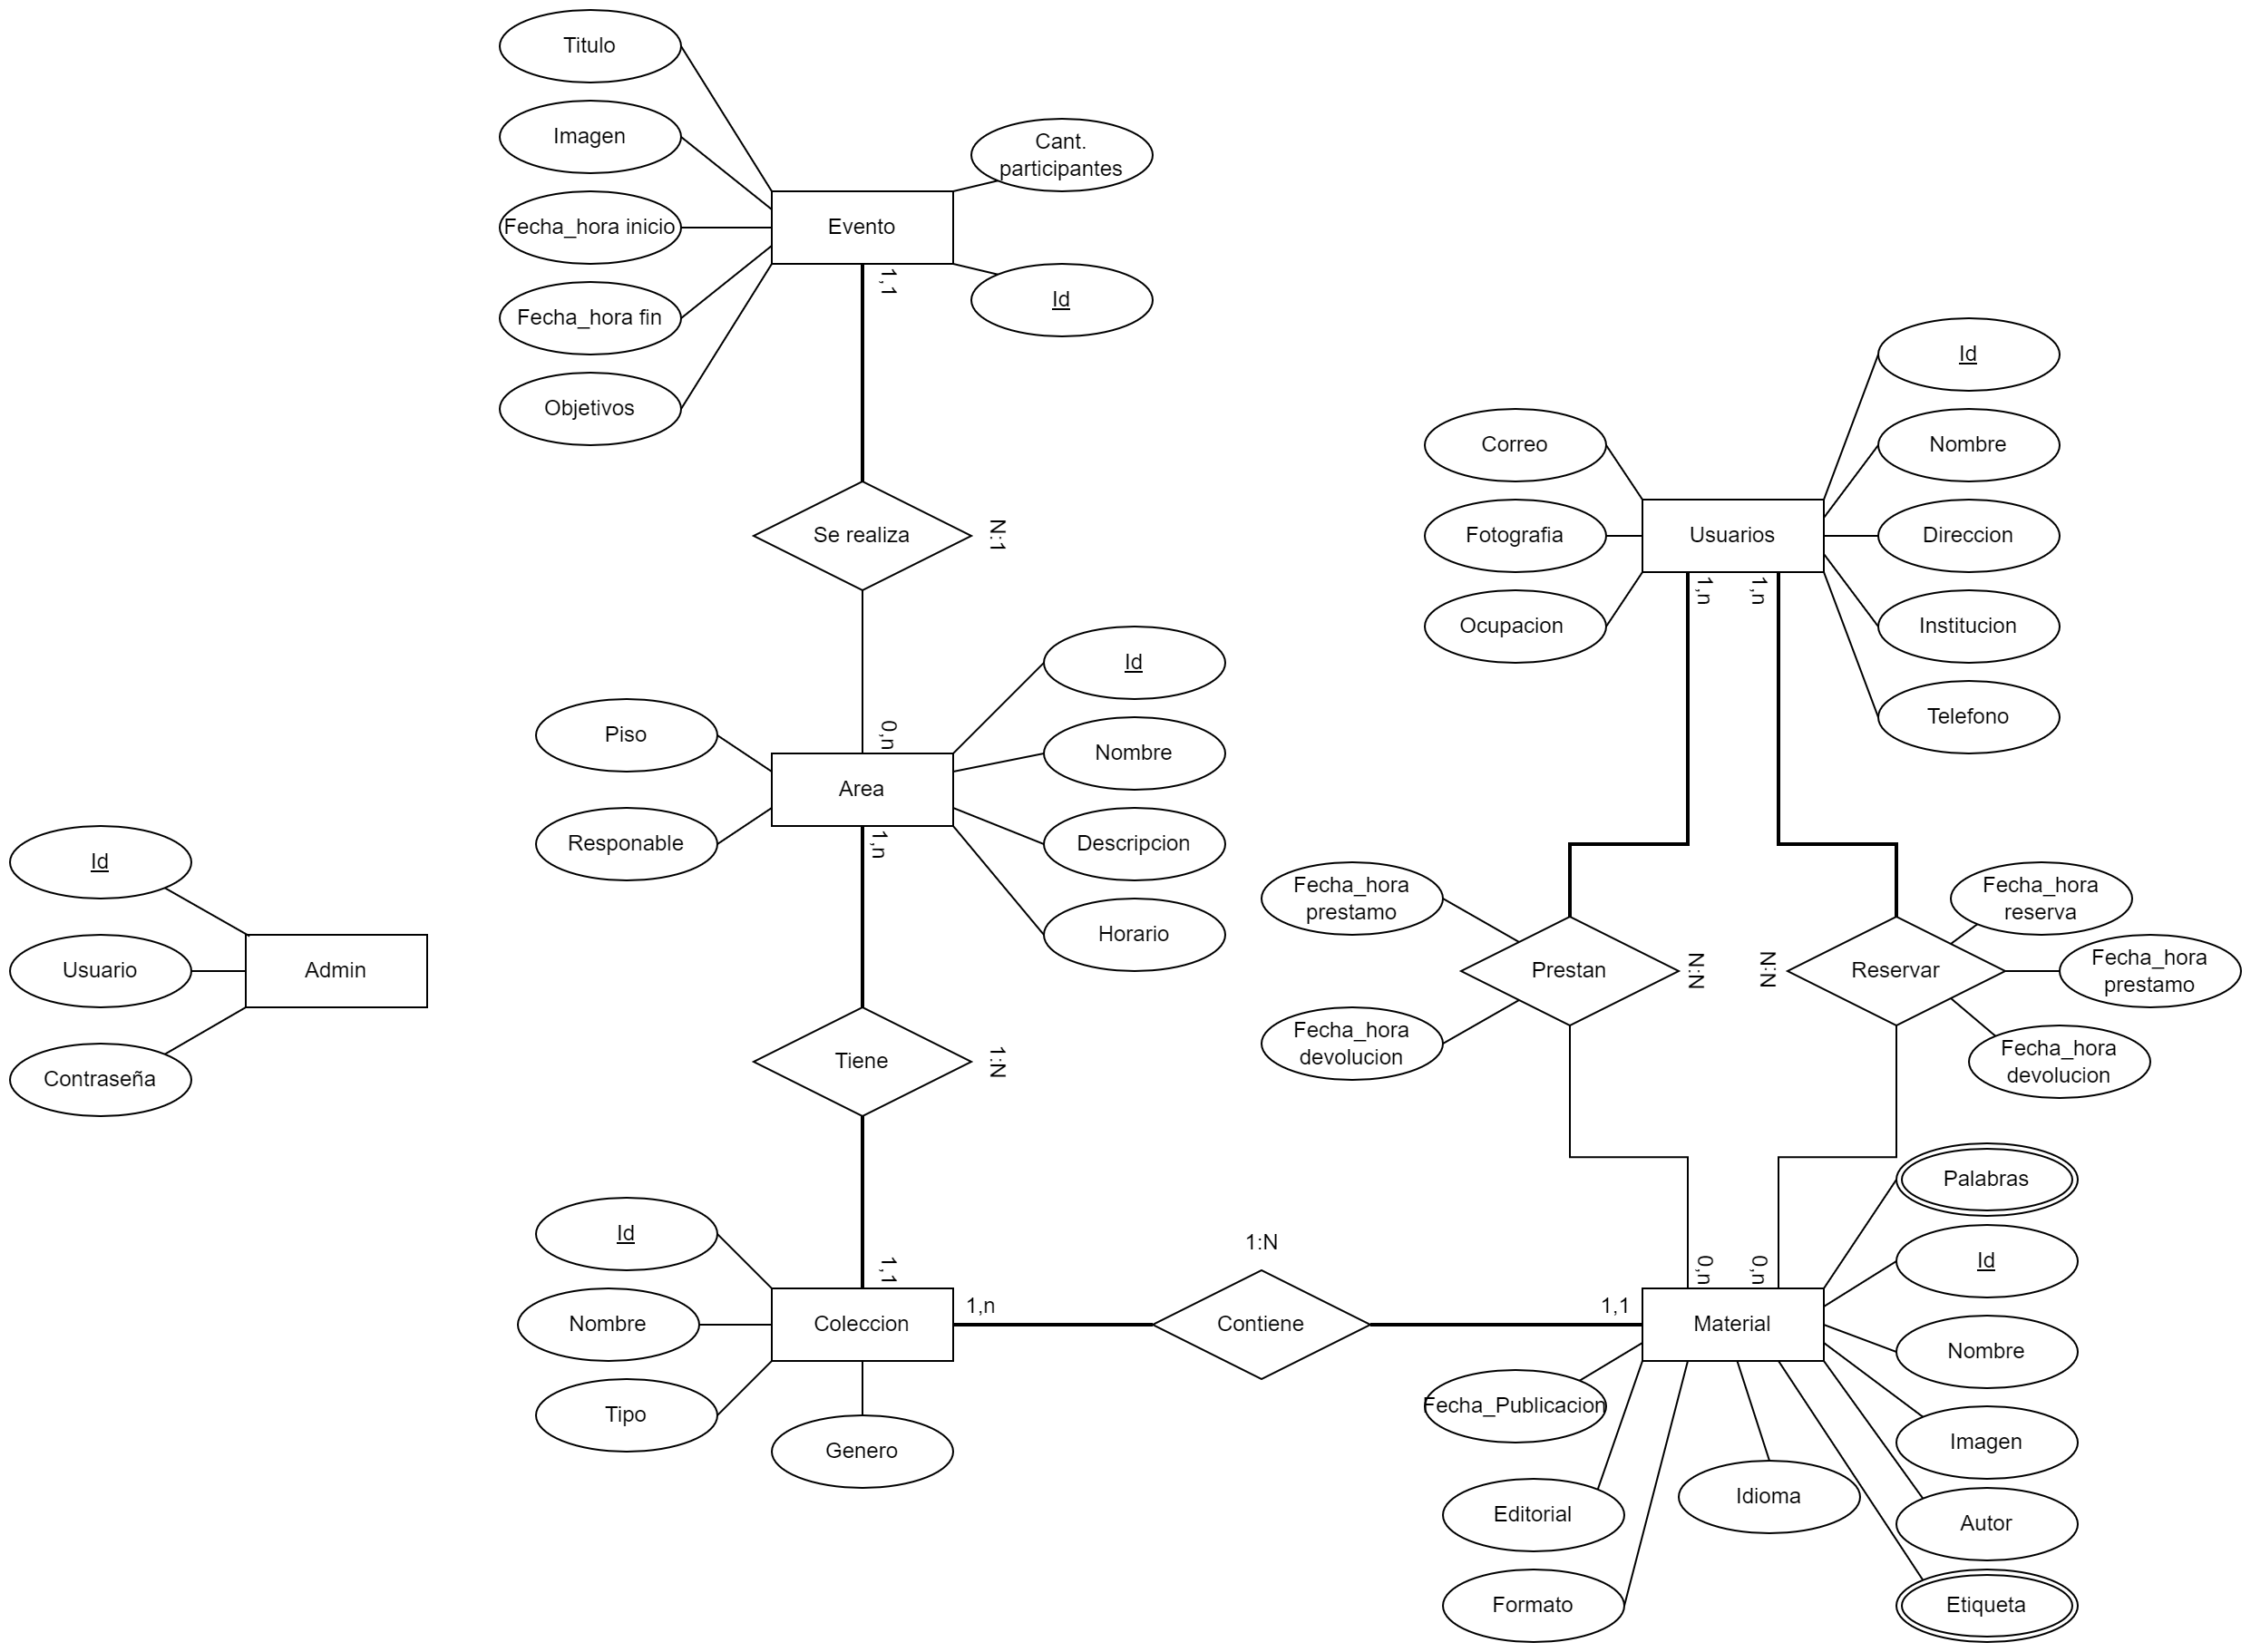 Titulo
Imagen
Cant.
participantes
Fecha_hora inicio
Evento
1,1
Id
Fecha_hora fin
Objetivos
Se realiza
N:1
0,n
Id
Piso
Nombre
Area
Responable
Descripcion
1,n
Horario
Id
Usuario
Admin
Contraseña
Tiene
1:N
1,1
Id
Nombre
Coleccion
1,n
Tipo
Genero
1:N
Contiene
1,1
Id
Correo
Nombre
Fotografia
Usuarios
Direccion
1,n
1,n
Ocupacion
Institucion
Telefono
Fecha_hora
prestamo
Prestan
N:N
Fecha_hora
devolucion
N:N
Reservar
Fecha_hora
reserva
Fecha_hora
prestamo
Fecha_hora
devolucion
0,n
0,n
Palabras
Id
Material
Nombre
Fecha_Publicacion
Imagen
Idioma
Editorial
Autor
Formato
Etiqueta